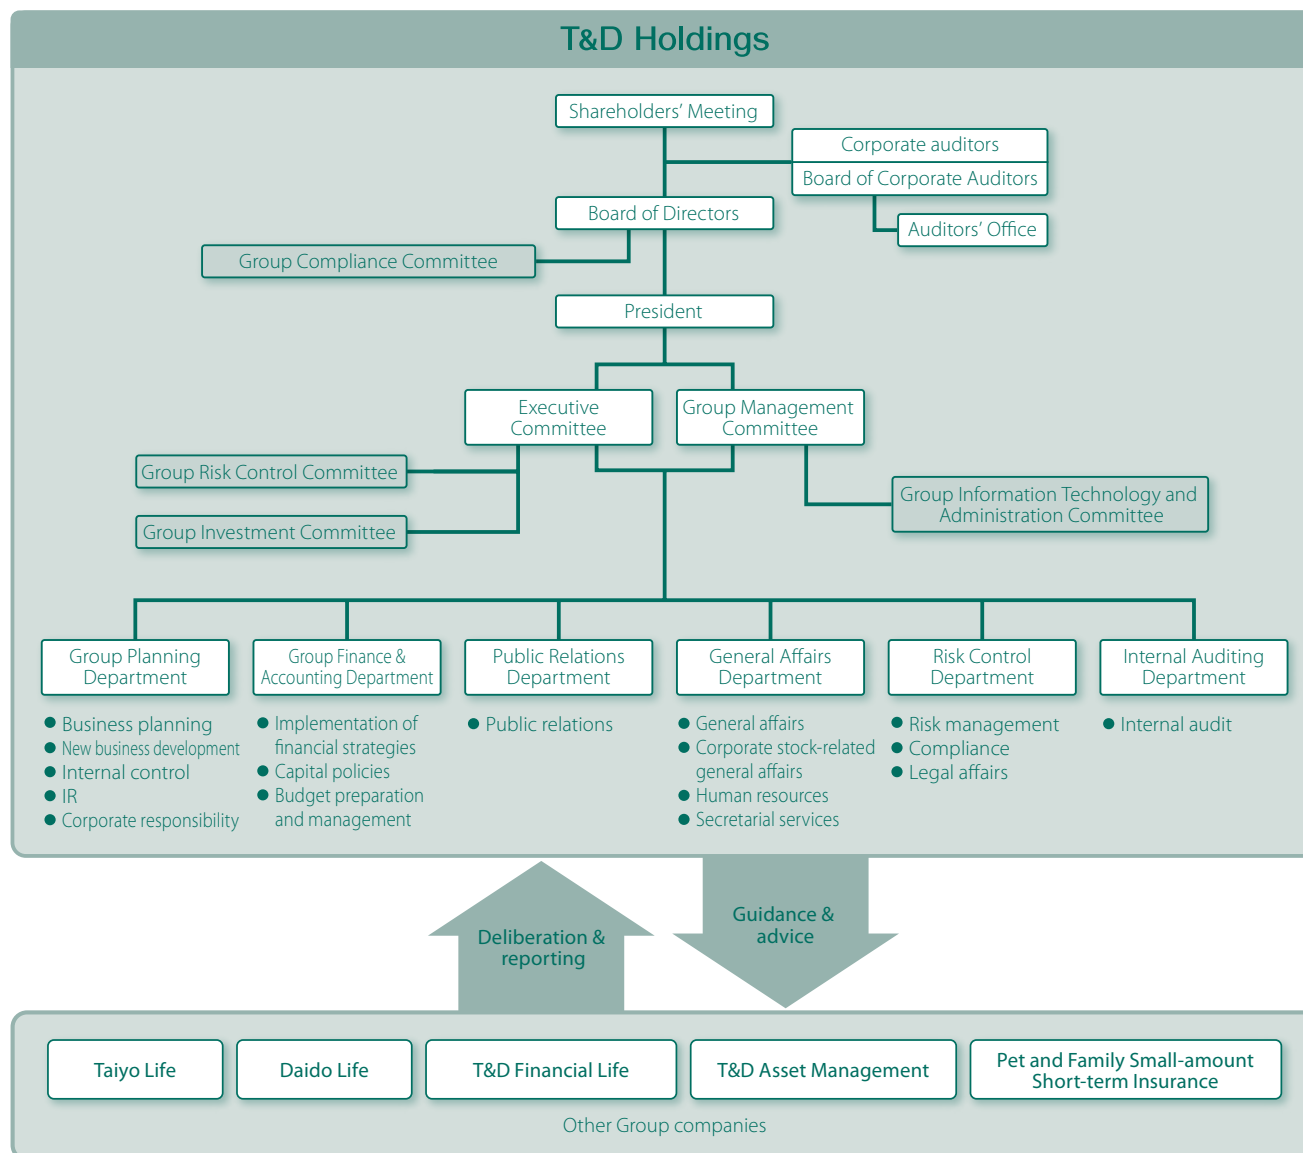 T&D Holdings
Shareholders’ Meeting
Corporate auditors
Board of Corporate Auditors
Board of Directors
Auditors’ Office
Group Compliance Committee
President
Executive
Committee
Group Management
Committee
Group Risk Control Committee
Group Information Technology and
Administration Committee
Group Investment Committee
Group Planning
Department
● Business planning
● New business development
● Internal control
● IR
● Corporate responsibility
Group Finance &
Accounting Department
● Implementation of
financial strategies
● Capital policies
● Budget preparation
and management
Public Relations
Department
● Public relations
General Affairs
Department
● General affairs
● Corporate stock-related
general affairs
● Human resources
● Secretarial services
Risk Control
Department
● Risk management
● Compliance
● Legal affairs
Internal Auditing
Department
● Internal audit
Deliberation &
reporting
Guidance &
advice
Taiyo Life
Daido Life
T&D Financial Life
T&D Asset Management
Pet and Family Small-amount
Short-term Insurance
Other Group companies